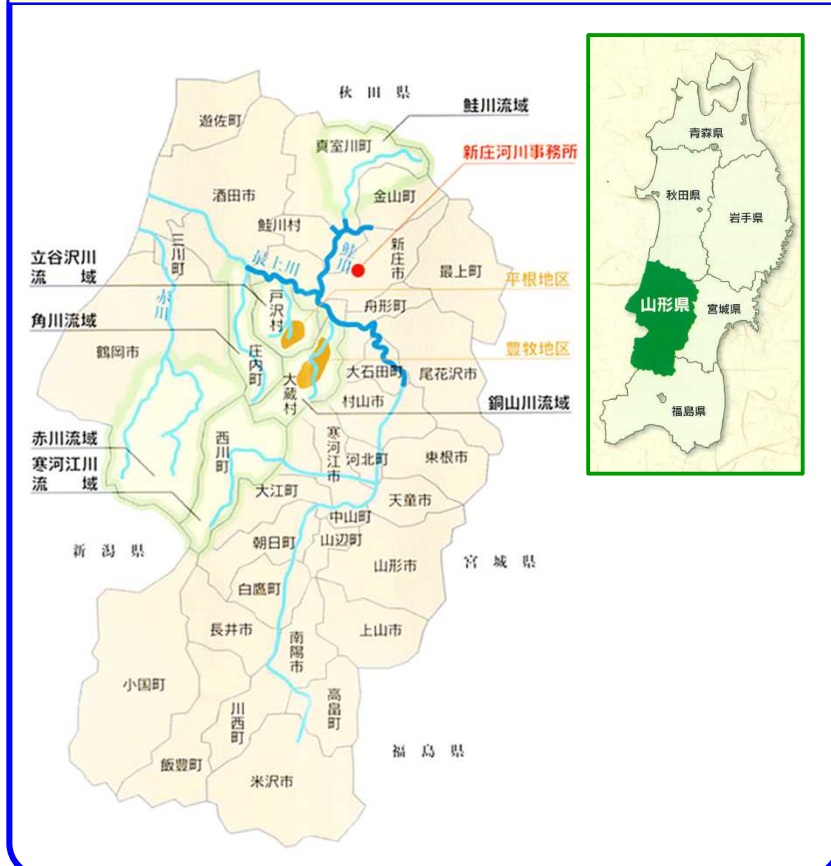 秋田県
鮭川流域
遊佐町
真室川町
新庄河川事務所
酒田市
金山町
鮭川村
新庄市
最上町
三川町
立谷沢川
流　域
最上川
鮭川
平根地区
戸沢村
舟形町
赤川
角川流域
豊牧地区
鶴岡市
庄内町
大蔵村
大石田町
尾花沢市
村山市
銅山川流域
赤川流域
西川町
寒河江市
河北町
東根市
寒河江川
流　域
大江町
天童市
中山町
新潟県
朝日町
山辺町
宮城県
山形市
白鷹町
長井市
南陽市
上山市
小国町
川西町
高畠町
福島県
飯豊町
米沢市
青森県
秋田県
岩手県
山形県
宮城県
福島県